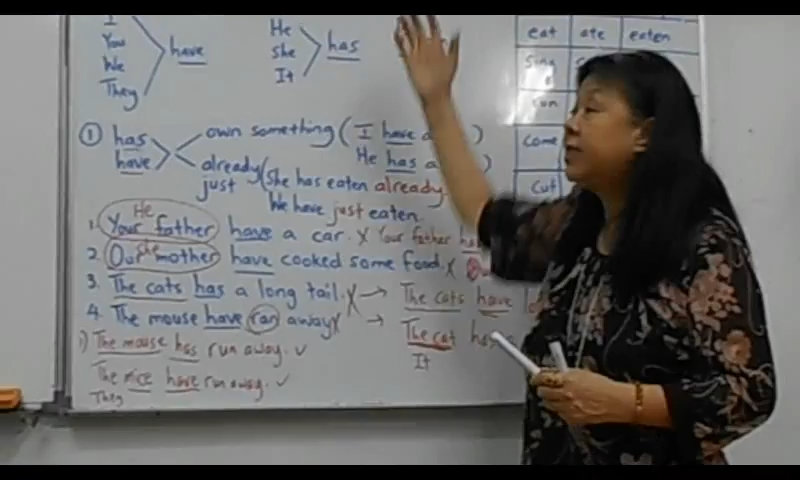 I
You
We
They
have
He
She
It
has
eat ate eaten
Sing
run
come
cut
① has
have
own something ( I have
He has a )
already
just
( She has eaten already.
We have just eaten.
He
1. Your father have a car. X Your father
she
2. Our mother have cooked some food. X
3. The cats has a long tail. X → The cats have
4. The mouse have ran away X → The cat has
It
1) The mouse has run away. ✓
The mice have run away. ✓
They